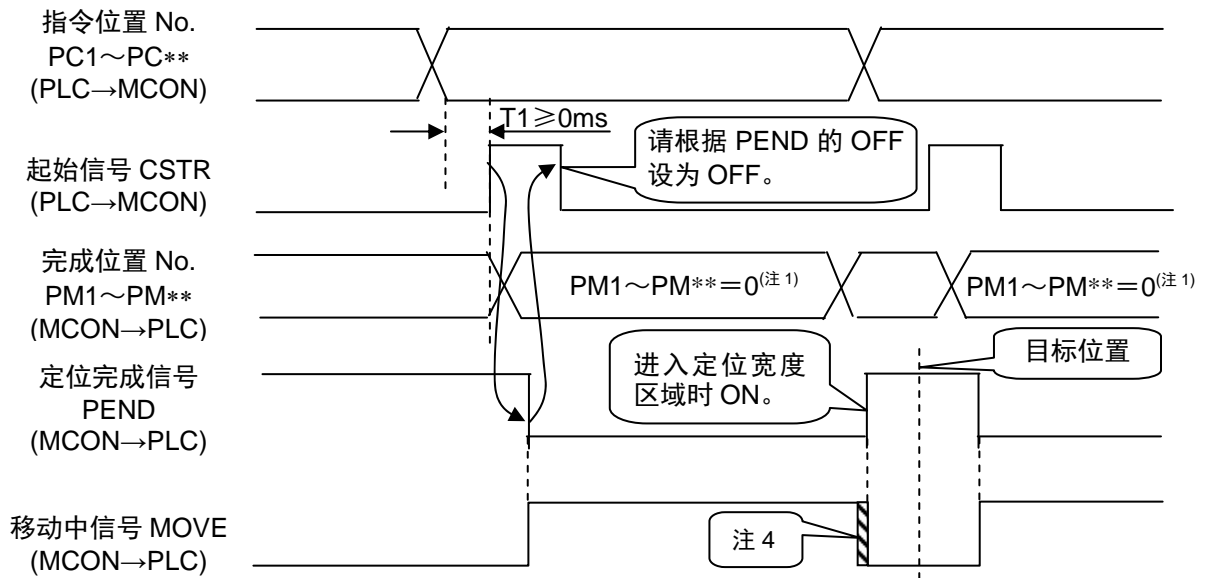 指令位置 No.
PC1～PC**
(PLC→MCON)
T1≥0ms
请根据 PEND 的 OFF
设为 OFF。
起始信号 CSTR
(PLC→MCON)
完成位置 No.
PM1～PM**
(MCON→PLC)
PM1～PM**＝0(注 1)
PM1～PM**＝0(注 1)
定位完成信号
PEND
(MCON→PLC)
进入定位宽度
区域时 ON。
目标位置
移动中信号 MOVE
(MCON→PLC)
注 4